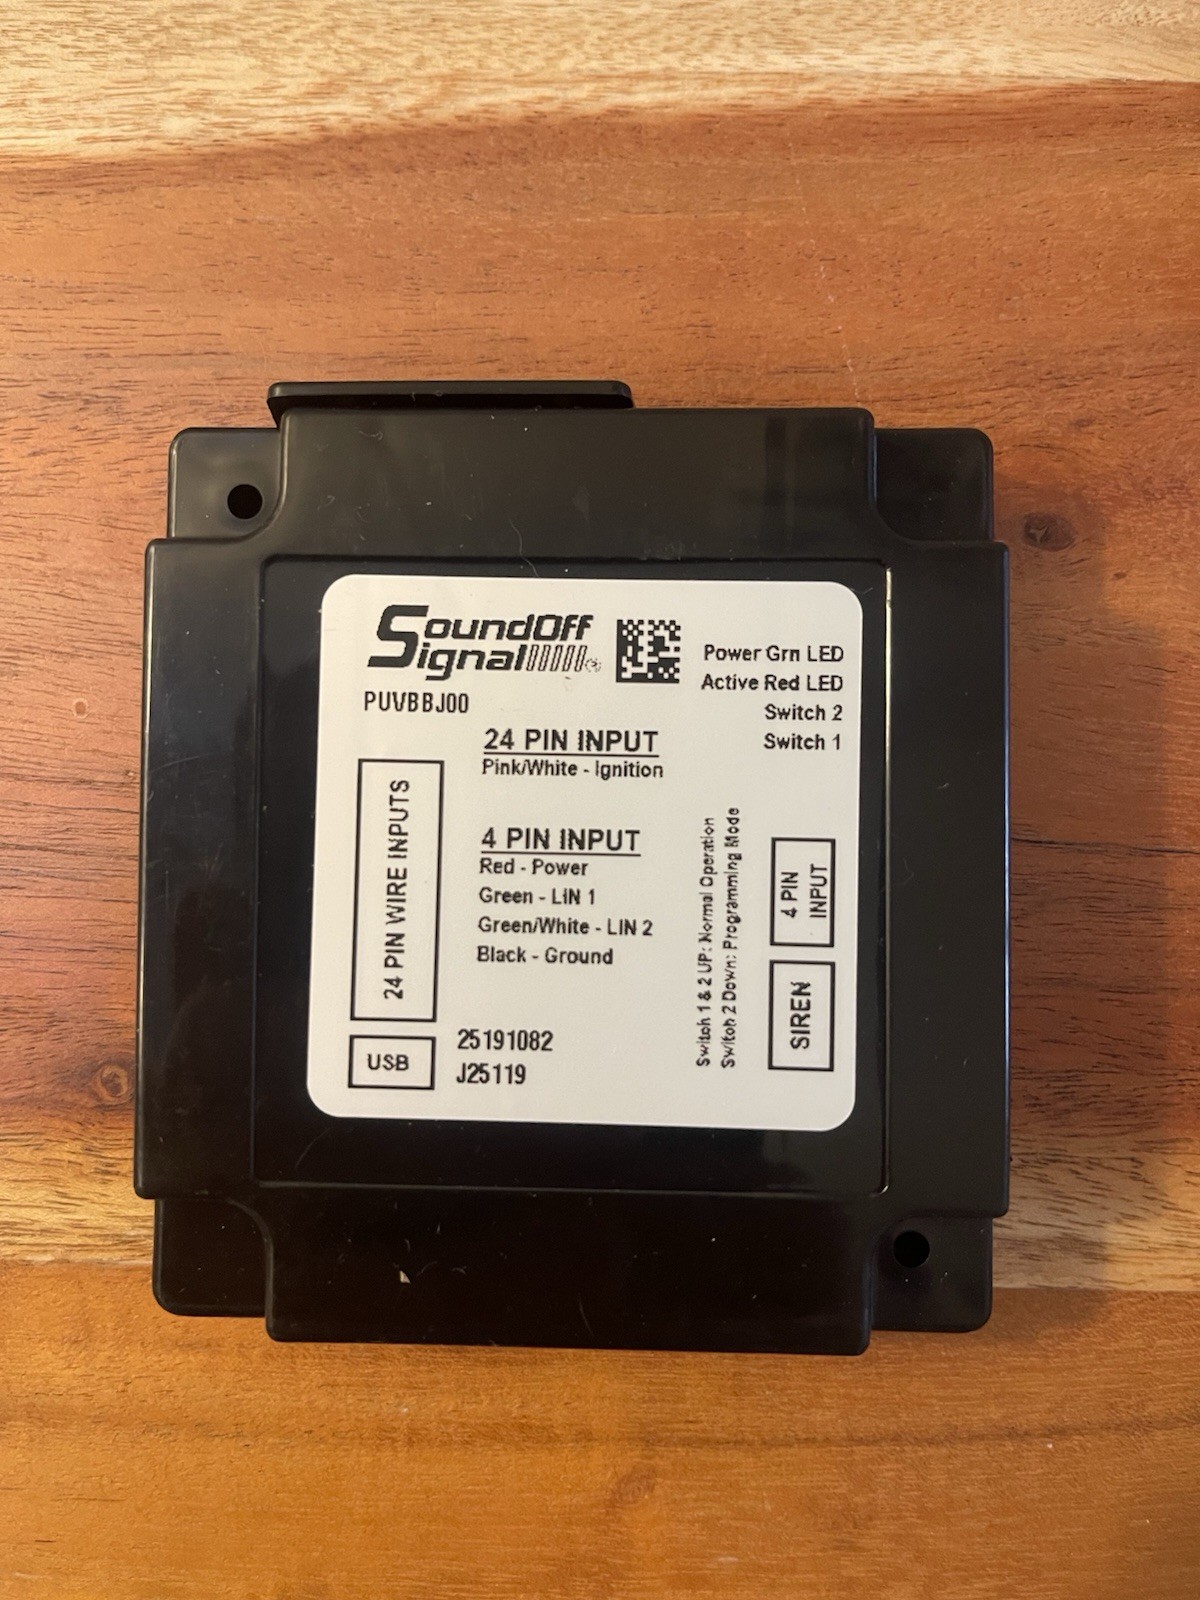 SoundOff
Signal
PUVBBJ00
Power Grn LED
Active Red LED
Switch 2
Switch 1
24 PIN INPUT
Pink/White - Ignition
4 PIN INPUT
Red - Power
Green - LIN 1
Green/White - LIN 2
Black - Ground
24 PIN WIRE INPUTS
USB
25191082
J25119
Switch 1 & 2 UP: Normal Operation
Switch 2 Down: Programming Mode
4 PIN
INPUT
SIREN